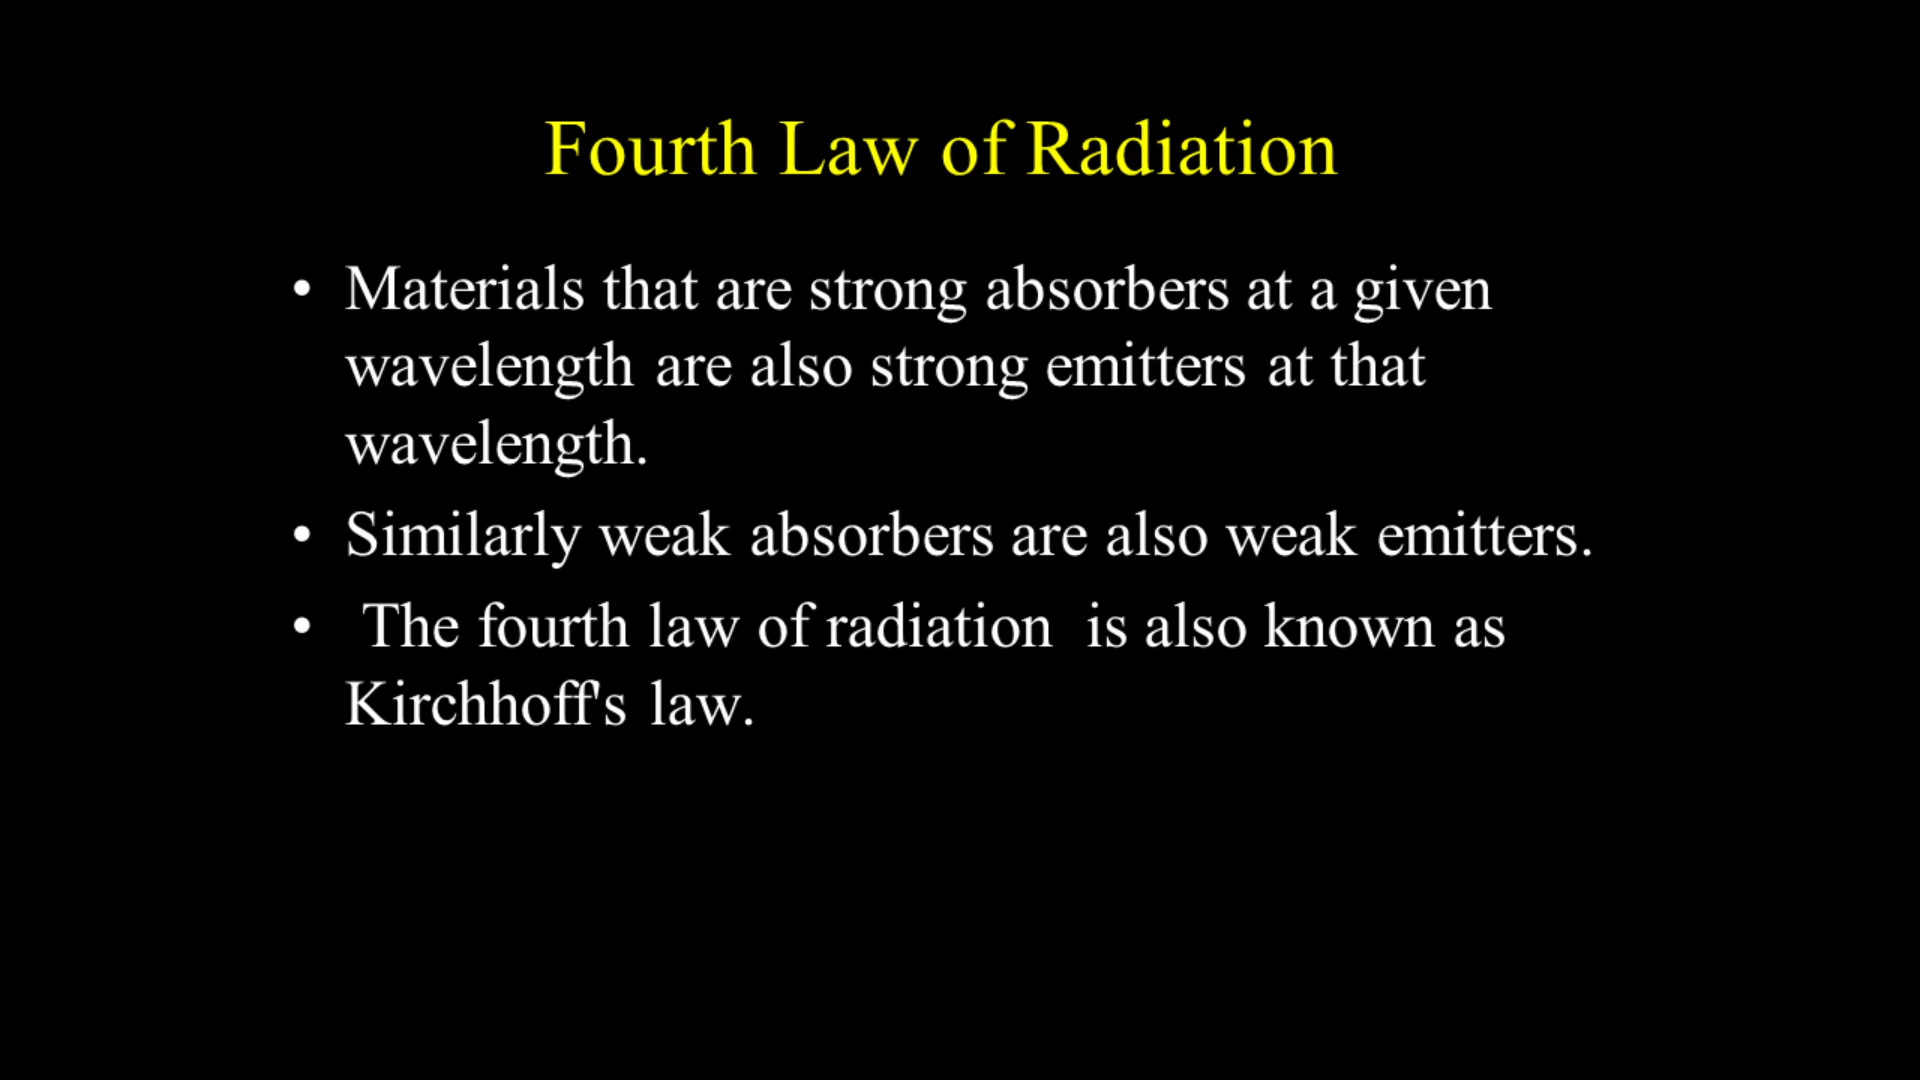 Fourth Law of Radiation
• Materials that are strong absorbers at a given
wavelength are also strong emitters at that
wavelength.
• Similarly weak absorbers are also weak emitters.
•  The fourth law of radiation  is also known as
Kirchhoff's law.